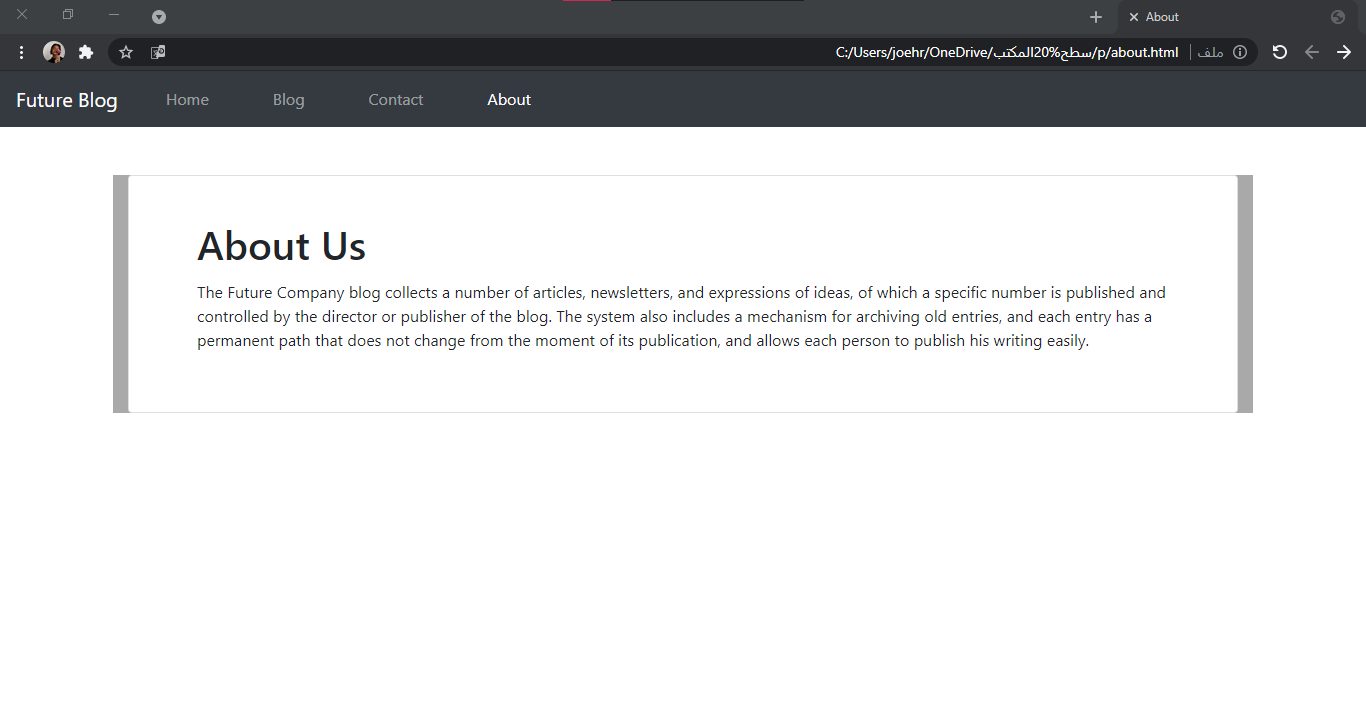 About
C:/Users/joehr/OneDrive/سطح%20المكتب/p/about.html | ملف
Future Blog Home Blog Contact About
About Us
The Future Company blog collects a number of articles, newsletters, and expressions of ideas, of which a specific number is published and
controlled by the director or publisher of the blog. The system also includes a mechanism for archiving old entries, and each entry has a
permanent path that does not change from the moment of its publication, and allows each person to publish his writing easily.